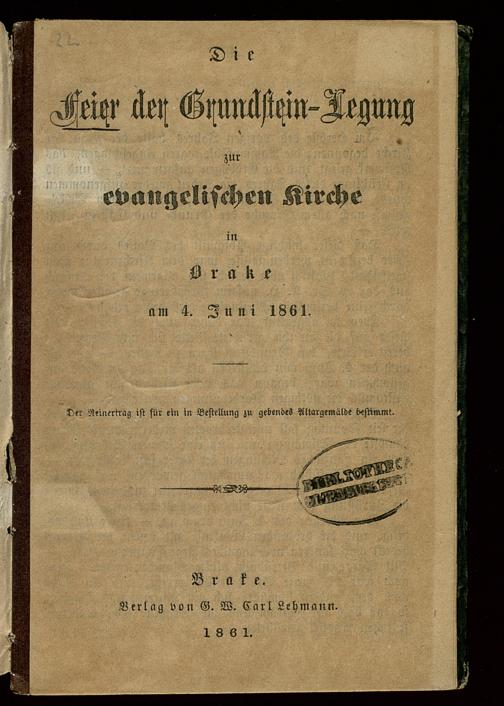 22
Die
Feier der Grundstein-Legung
zur
evangelischen Kirche
in
Brake
am 4. Juni 1861.
Der Reinertrag ist für ein in Bestellung zu gebendes Altargemälde bestimmt.
BIBLIOTHECA
Brake.
Verlag von G. W. Carl Lehmann.
1861.